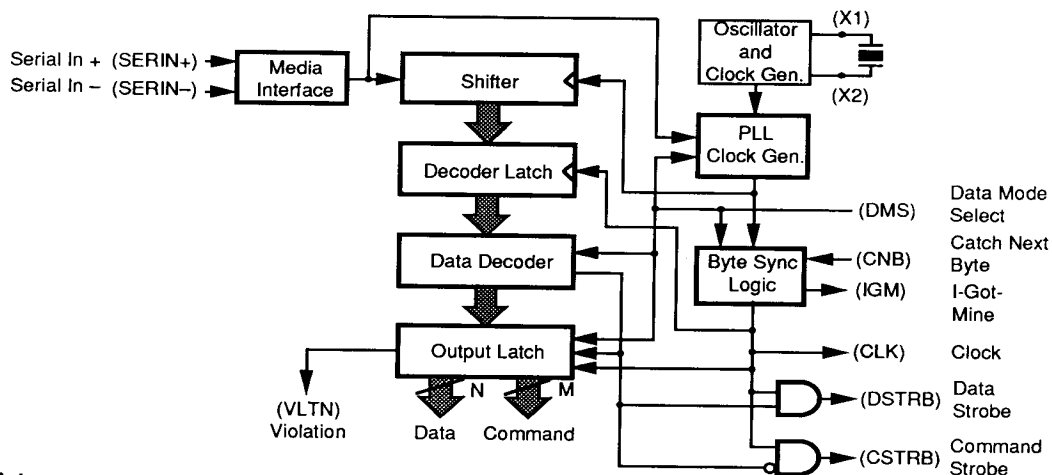 Serial In + (SERIN+)
Serial In – (SERIN–)
Media
Interface
Shifter
Decoder Latch
Data Decoder
Output Latch
N
M
(VLTN)
Violation
Data
Command
Oscillator
and
Clock Gen.
(X1)
(X2)
PLL
Clock Gen.
Byte Sync
Logic
(DMS)
Data Mode
Select
(CNB)
Catch Next
Byte
(IGM)
I-Got-
Mine
(CLK)
Clock
(DSTRB)
Data
Strobe
(CSTRB)
Command
Strobe